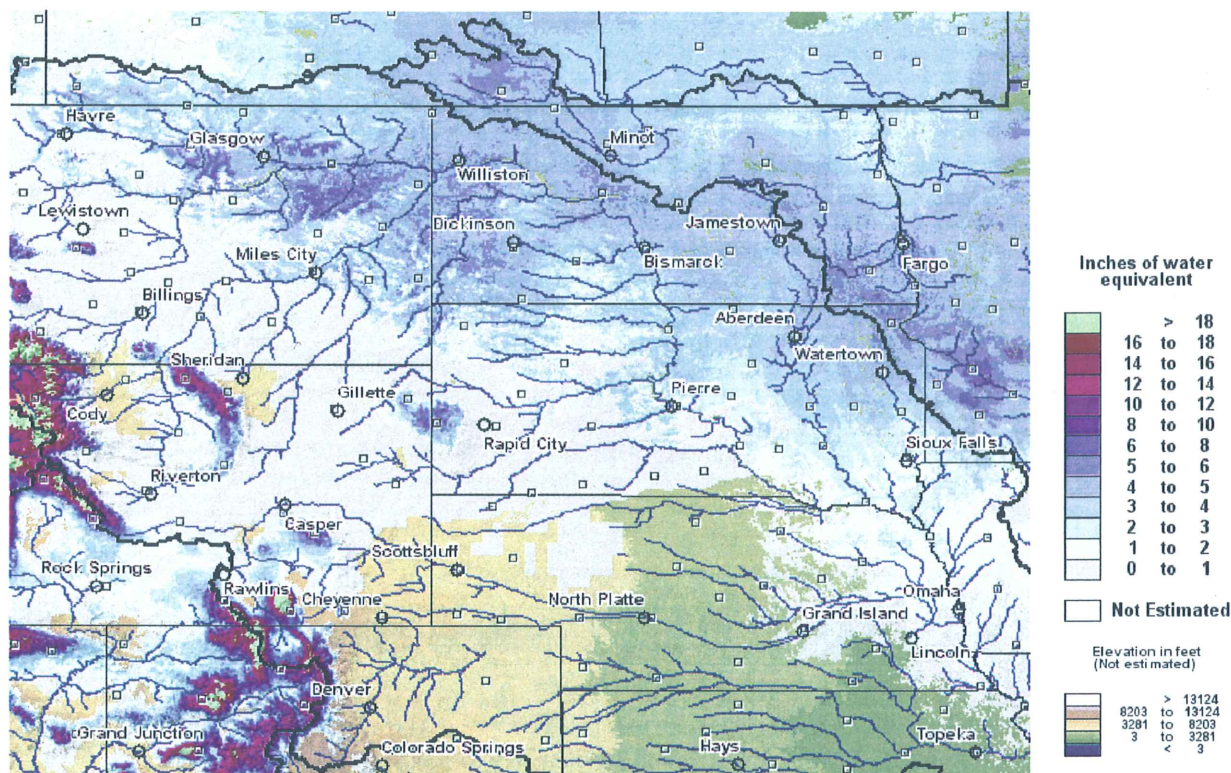 Havre
Glasgow
Minot
Williston
Lewistown
Dickinson
Jamestown
Miles City
Bismarck
Fargo
Billings
Aberdeen
Watertown
Sheridan
Gillette
Pierre
Cody
Rapid City
Sioux Falls
Riverton
Casper
Scottsbluff
Rock Springs
Rawlins
Cheyenne
North Platte
Omaha
Grand Island
Lincoln
Denver
Grand Junction
Colorado Springs
Hays
Topeka
Inches of water
equivalent
> 18
16 to 18
14 to 16
12 to 14
10 to 12
8 to 10
6 to 8
5 to 6
4 to 5
3 to 4
2 to 3
1 to 2
0 to 1
Not Estimated
Elevation in feet
(Not estimated)
> 13124
8203 to 13124
3281 to 8203
3 to 3281
< 3